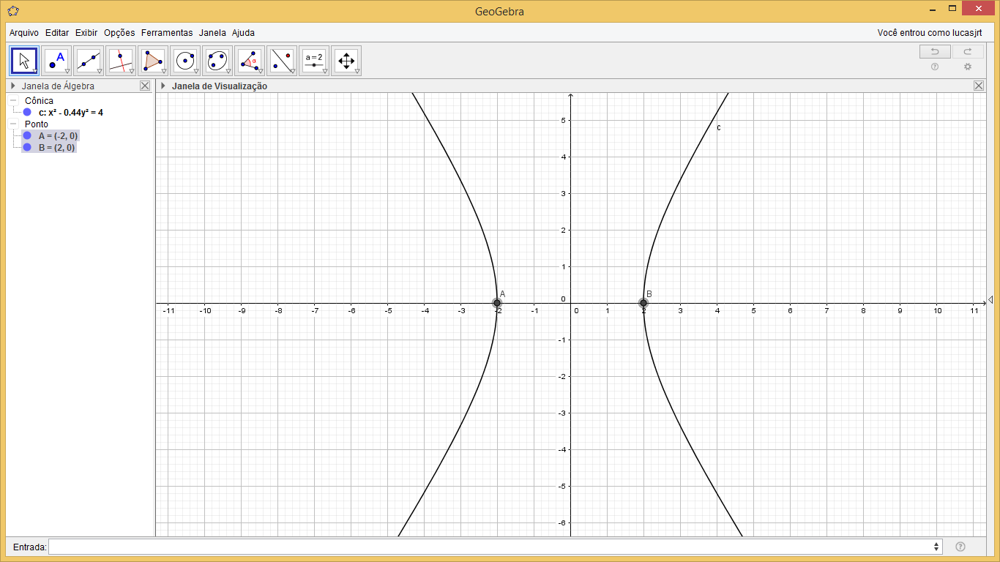 GeoGebra
Arquivo Editar Exibir Opções Ferramentas Janela Ajuda Você entrou como lucasjrt
A α a=2
Janela de Álgebra Janela de Visualização
Cônica
c: x² - 0.44y² = 4
Ponto
A = (-2, 0)
B = (2, 0)
5
c
4
3
2
1
A B
0
-11 -10 -9 -8 -7 -6 -5 -4 -3 -2 -1 0 1 2 3 4 5 6 7 8 9 10 11
-1
-2
-3
-4
-5
-6
Entrada: